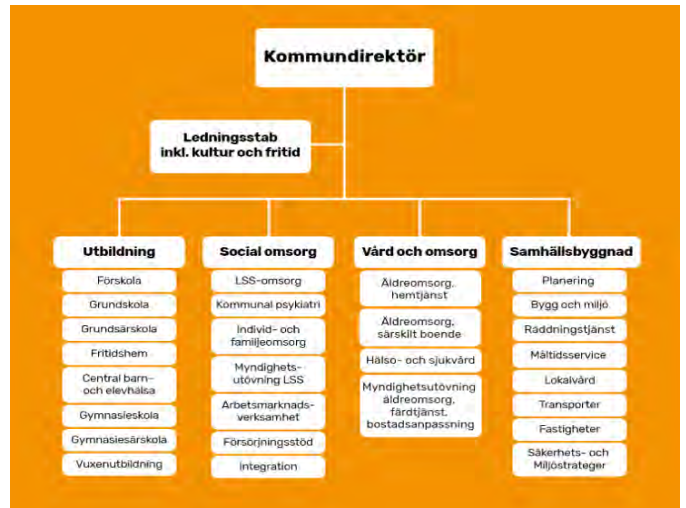 Kommundirektör
Ledningsstab
inkl. kultur och fritid
Utbildning
Förskola
Grundskola
Grundsärskola
Fritidshem
Central barn-
och elevhälsa
Gymnasieskola
Gymnasiesärskola
Vuxenutbildning
Social omsorg
LSS-omsorg
Kommunal psykiatri
Individ- och
familjeomsorg
Myndighets-
utövning LSS
Arbetsmarknads-
verksamhet
Försörjningsstöd
Integration
Vård och omsorg
Äldreomsorg,
hemtjänst
Äldreomsorg,
särskilt boende
Hälso- och sjukvård
Myndighetsutövning
äldreomsorg,
färdtjänst,
bostadsanpassning
Samhällsbyggnad
Planering
Bygg och miljö
Räddningstjänst
Måltidsservice
Lokalvård
Transporter
Fastigheter
Säkerhets- och
Miljöstrateger